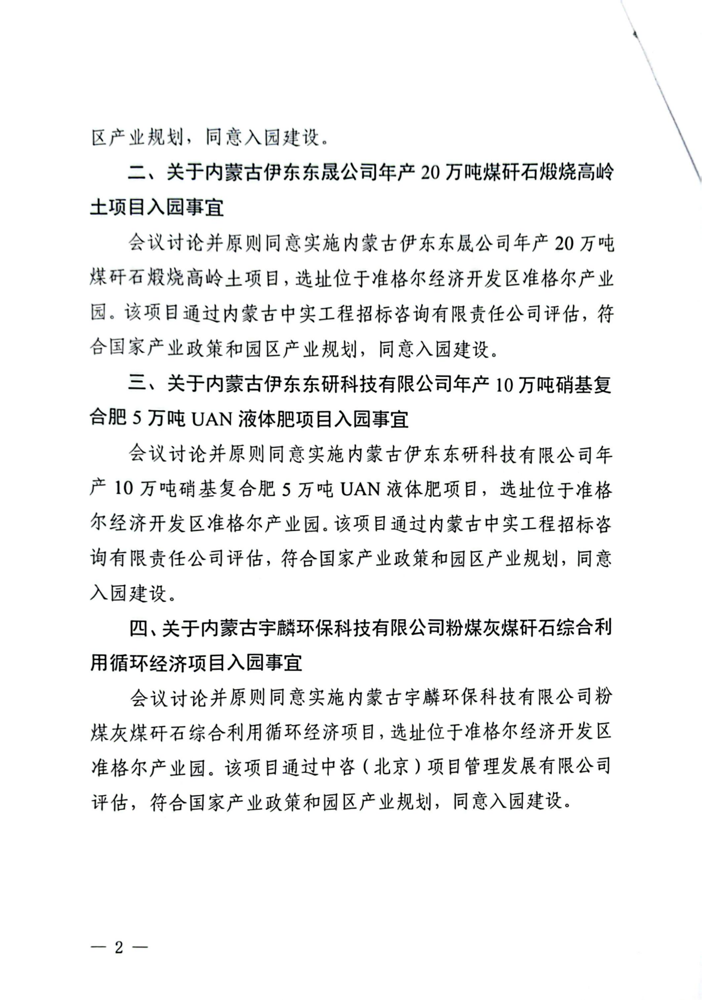 区产业规划，同意入园建设。
二、关于内蒙古伊东东晟公司年产 20 万吨煤矸石煅烧高岭
土项目入园事宜
会议讨论并原则同意实施内蒙古伊东东晟公司年产 20 万吨
煤矸石煅烧高岭土项目，选址位于准格尔经济开发区准格尔产业
园。该项目通过内蒙古中实工程招标咨询有限责任公司评估，符
合国家产业政策和园区产业规划，同意入园建设。
三、关于内蒙古伊东东研科技有限公司年产 10 万吨硝基复
合肥 5 万吨 UAN 液体肥项目入园事宜
会议讨论并原则同意实施内蒙古伊东东研科技有限公司年
产 10 万吨硝基复合肥 5 万吨 UAN 液体肥项目，选址位于准格
尔经济开发区准格尔产业园。该项目通过内蒙古中实工程招标咨
询有限责任公司评估，符合国家产业政策和园区产业规划，同意
入园建设。
四、关于内蒙古宇麟环保科技有限公司粉煤灰煤矸石综合利
用循环经济项目入园事宜
会议讨论并原则同意实施内蒙古宇麟环保科技有限公司粉
煤灰煤矸石综合利用循环经济项目，选址位于准格尔经济开发区
准格尔产业园。该项目通过中咨（北京）项目管理发展有限公司
评估，符合国家产业政策和园区产业规划，同意入园建设。
— 2 —